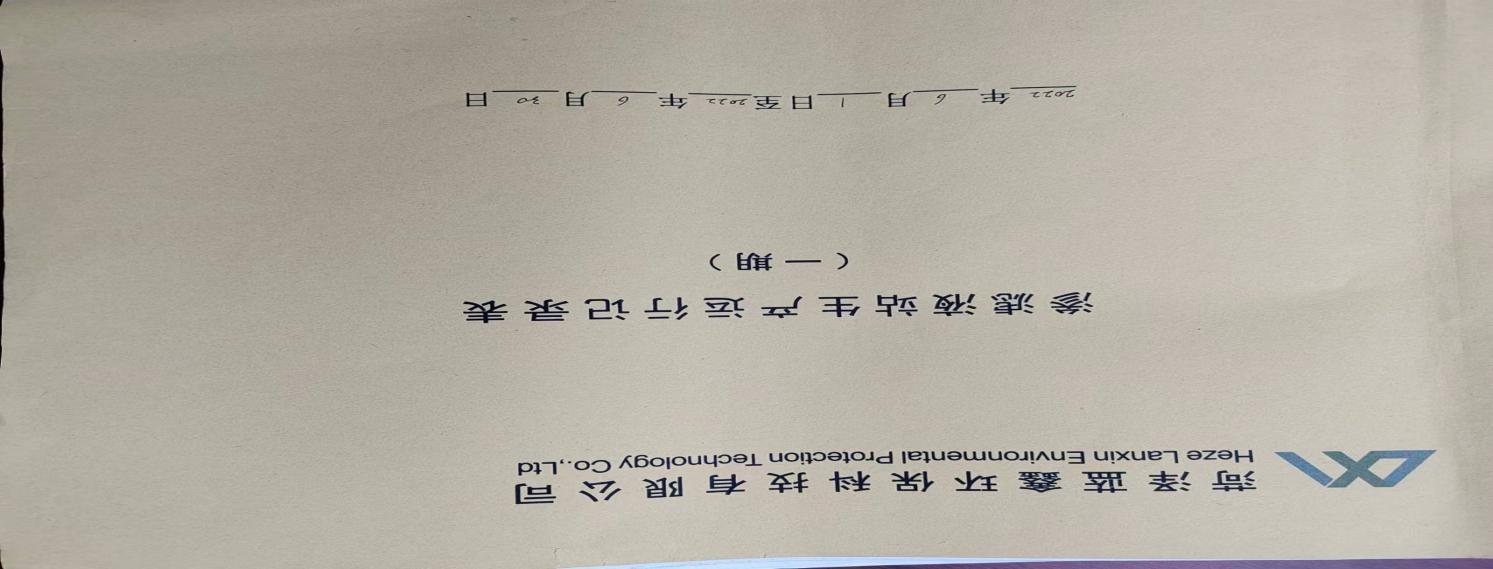 菏泽蓝鑫环保科技有限公司
Heze Lanxin Environmental Protection Technology Co.,Ltd
渗滤液站生产运行记录表
（一期）
2022年6月1日至2022年6月30日